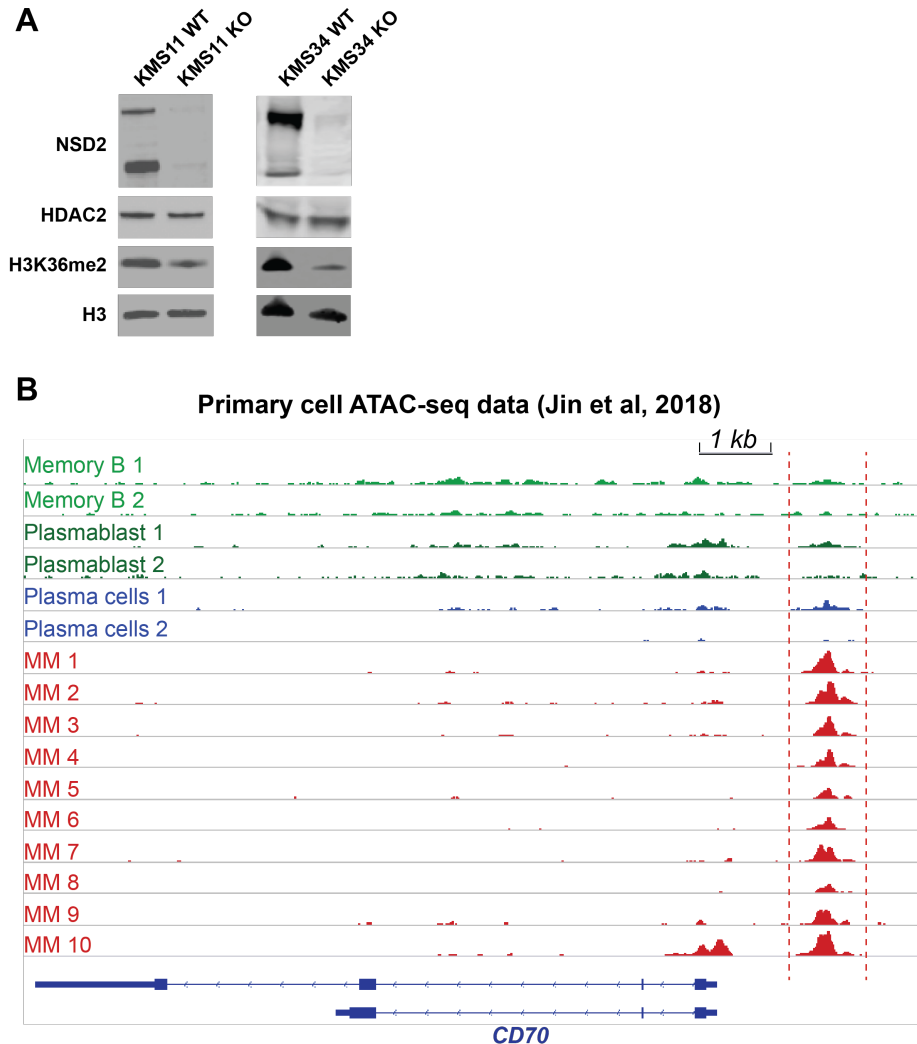 A
KMS11 WT
KMS11 KO
KMS34 WT
KMS34 KO
NSD2
HDAC2
H3K36me2
H3
B
Primary cell ATAC-seq data (Jin et al, 2018)
1 kb
Memory B 1
Memory B 2
Plasmablast 1
Plasmablast 2
Plasma cells 1
Plasma cells 2
MM 1
MM 2
MM 3
MM 4
MM 5
MM 6
MM 7
MM 8
MM 9
MM 10
CD70